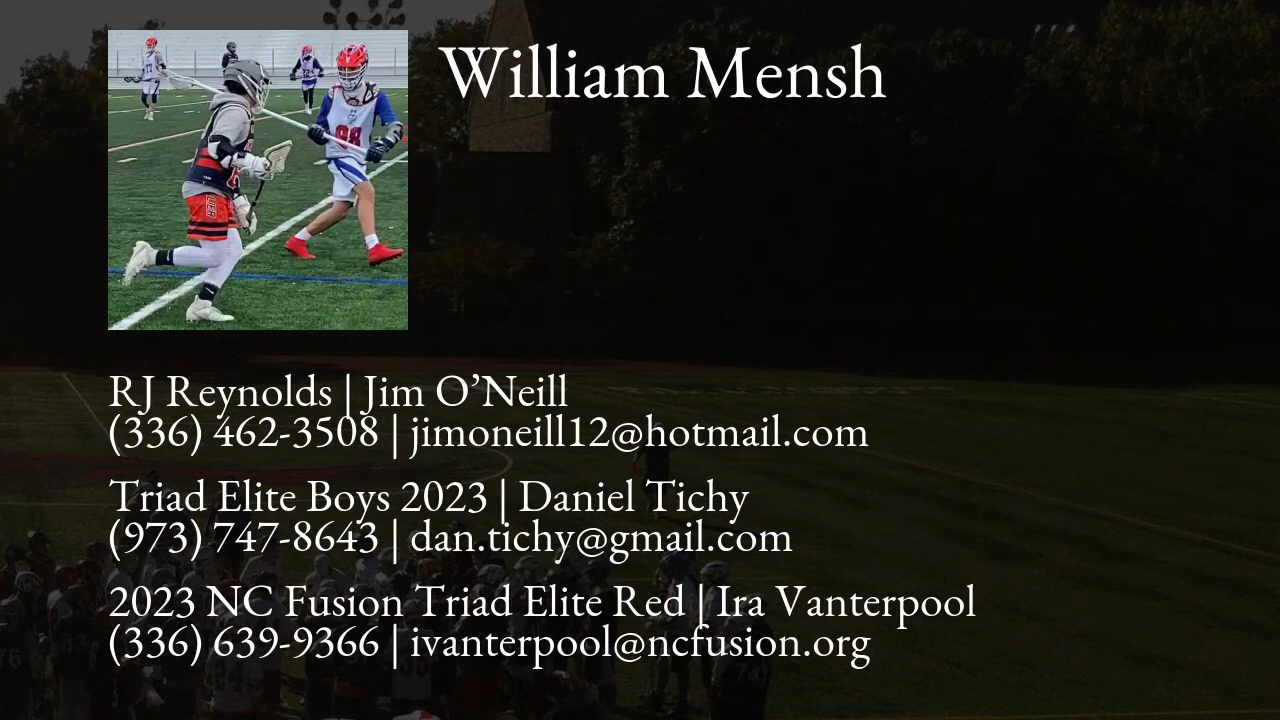 William Mensh
RJ Reynolds | Jim O’Neill
(336) 462-3508 | jimoneill12@hotmail.com
Triad Elite Boys 2023 | Daniel Tichy
(973) 747-8643 | dan.tichy@gmail.com
2023 NC Fusion Triad Elite Red | Ira Vanterpool
(336) 639-9366 | ivanterpool@ncfusion.org